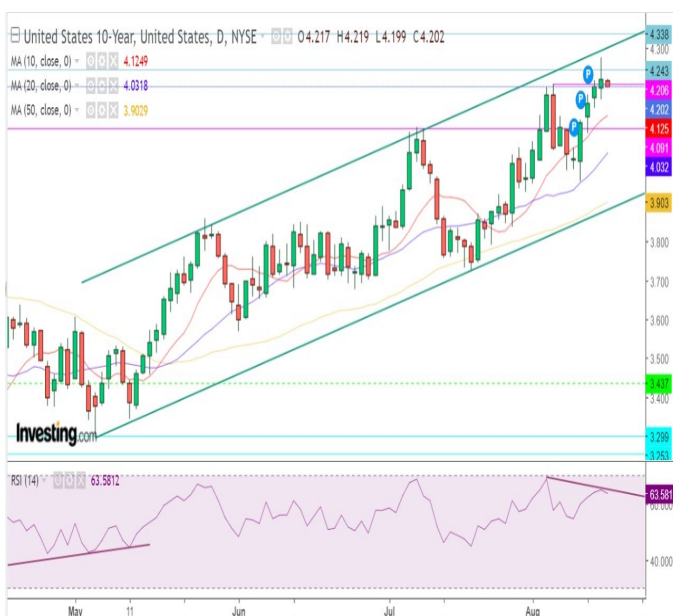 United States 10-Year, United States, D, NYSE O4.217 H4.219 L4.199 C4.202
MA (10, close, 0) 4.1249
MA (20, close, 0) 4.0318
MA (50, close, 0) 3.9029
4.338
4.300
4.243
4.206
4.202
4.125
4.091
4.032
3.903
3.800
3.700
3.600
3.500
3.437
3.400
3.299
3.253
P
P
P
Investing.com
RSI (14) 63.5812
63.581
60.000
40.000
May 11 Jun Jul Aug